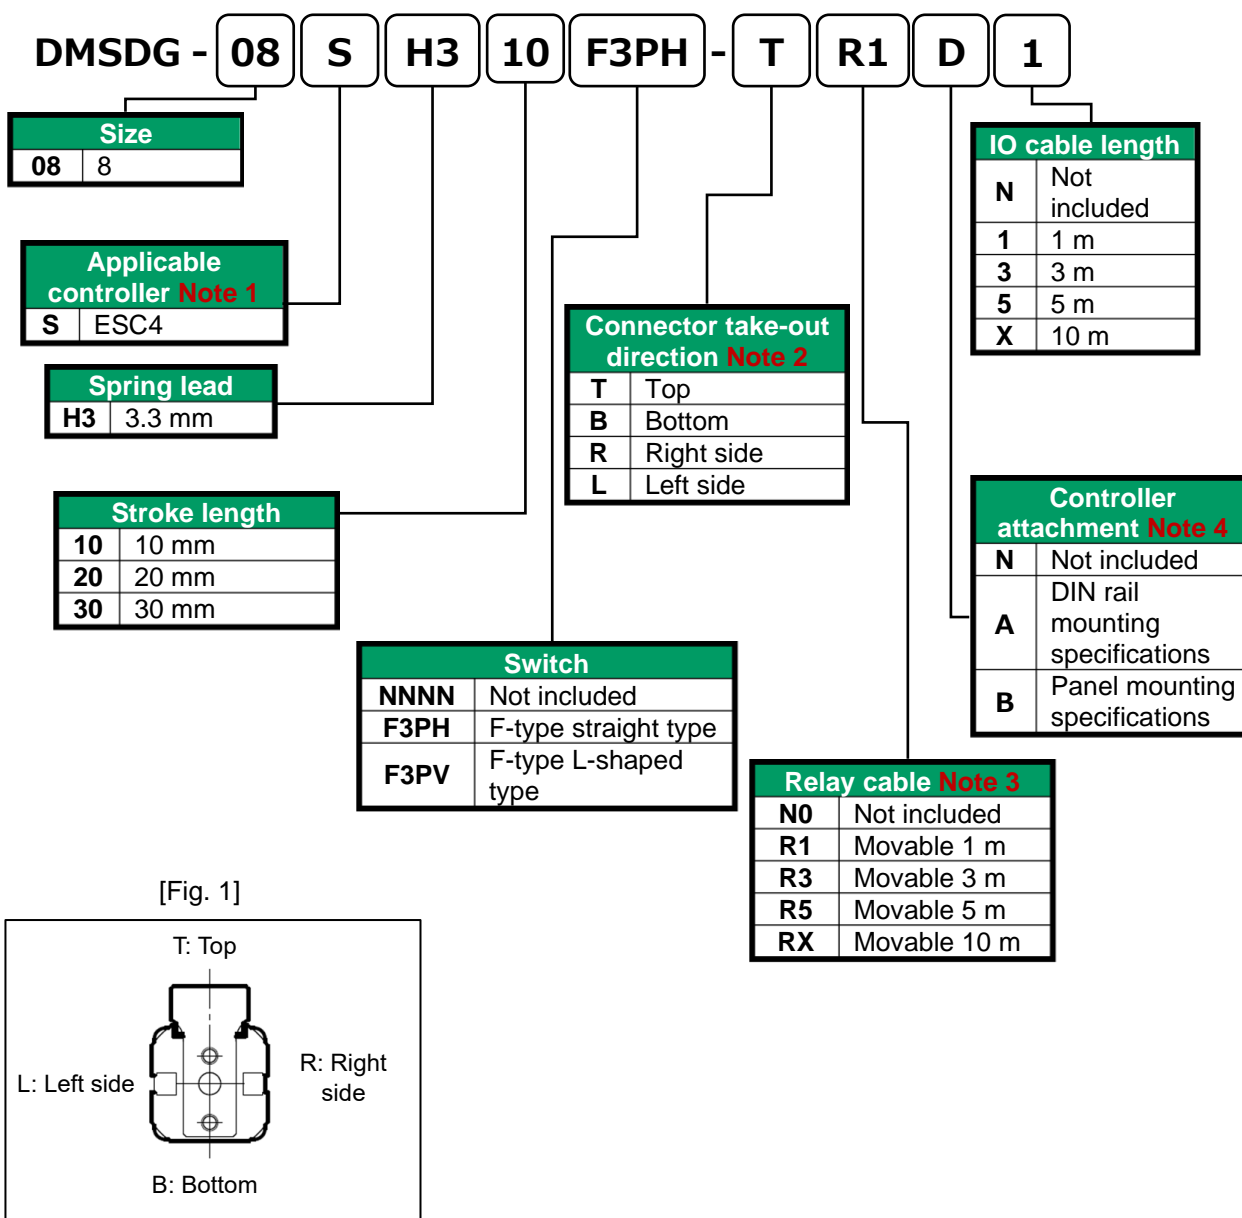 DMSDG - 08 S H3 10 F3PH - T R1 D 1
Size
08 8
Applicable
controller Note 1
S ESC4
Spring lead
H3 3.3 mm
Stroke length
10 10 mm
20 20 mm
30 30 mm
Switch
NNNN Not included
F3PH F-type straight type
F3PV F-type L-shaped
type
Connector take-out
direction Note 2
T Top
B Bottom
R Right side
L Left side
Relay cable Note 3
N0 Not included
R1 Movable 1 m
R3 Movable 3 m
R5 Movable 5 m
RX Movable 10 m
IO cable length
N Not
included
1 1 m
3 3 m
5 5 m
X 10 m
Controller
attachment Note 4
N Not included
A DIN rail
mounting
specifications
B Panel mounting
specifications
[Fig. 1]
T: Top
L: Left side
R: Right
side
B: Bottom